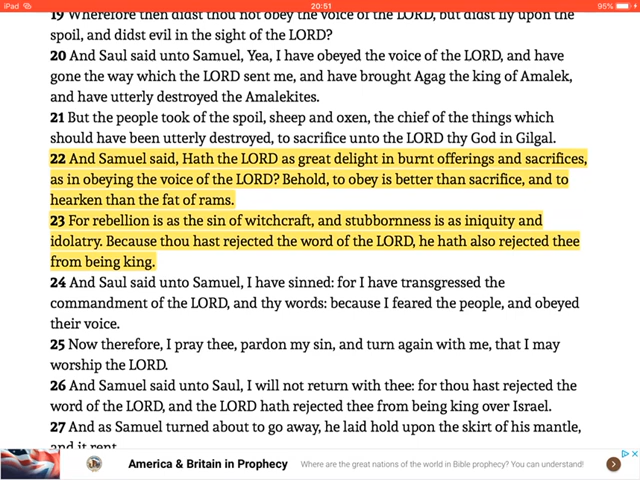 iPad 20:51 95%
19 Wherefore then didst thou not obey the voice of the LORD, but didst fly upon the
spoil, and didst evil in the sight of the LORD?
20 And Saul said unto Samuel, Yea, I have obeyed the voice of the LORD, and have
gone the way which the LORD sent me, and have brought Agag the king of Amalek,
and have utterly destroyed the Amalekites.
21 But the people took of the spoil, sheep and oxen, the chief of the things which
should have been utterly destroyed, to sacrifice unto the LORD thy God in Gilgal.
22 And Samuel said, Hath the LORD as great delight in burnt offerings and sacrifices,
as in obeying the voice of the LORD? Behold, to obey is better than sacrifice, and to
hearken than the fat of rams.
23 For rebellion is as the sin of witchcraft, and stubbornness is as iniquity and
idolatry. Because thou hast rejected the word of the LORD, he hath also rejected thee
from being king.
24 And Saul said unto Samuel, I have sinned: for I have transgressed the
commandment of the LORD, and thy words: because I feared the people, and obeyed
their voice.
25 Now therefore, I pray thee, pardon my sin, and turn again with me, that I may
worship the LORD.
26 And Samuel said unto Saul, I will not return with thee: for thou hast rejected the
word of the LORD, and the LORD hath rejected thee from being king over Israel.
27 And as Samuel turned about to go away, he laid hold upon the skirt of his mantle,
and it rent.
America & Britain in Prophecy Where are the great nations of the world in Bible prophecy? You can understand!